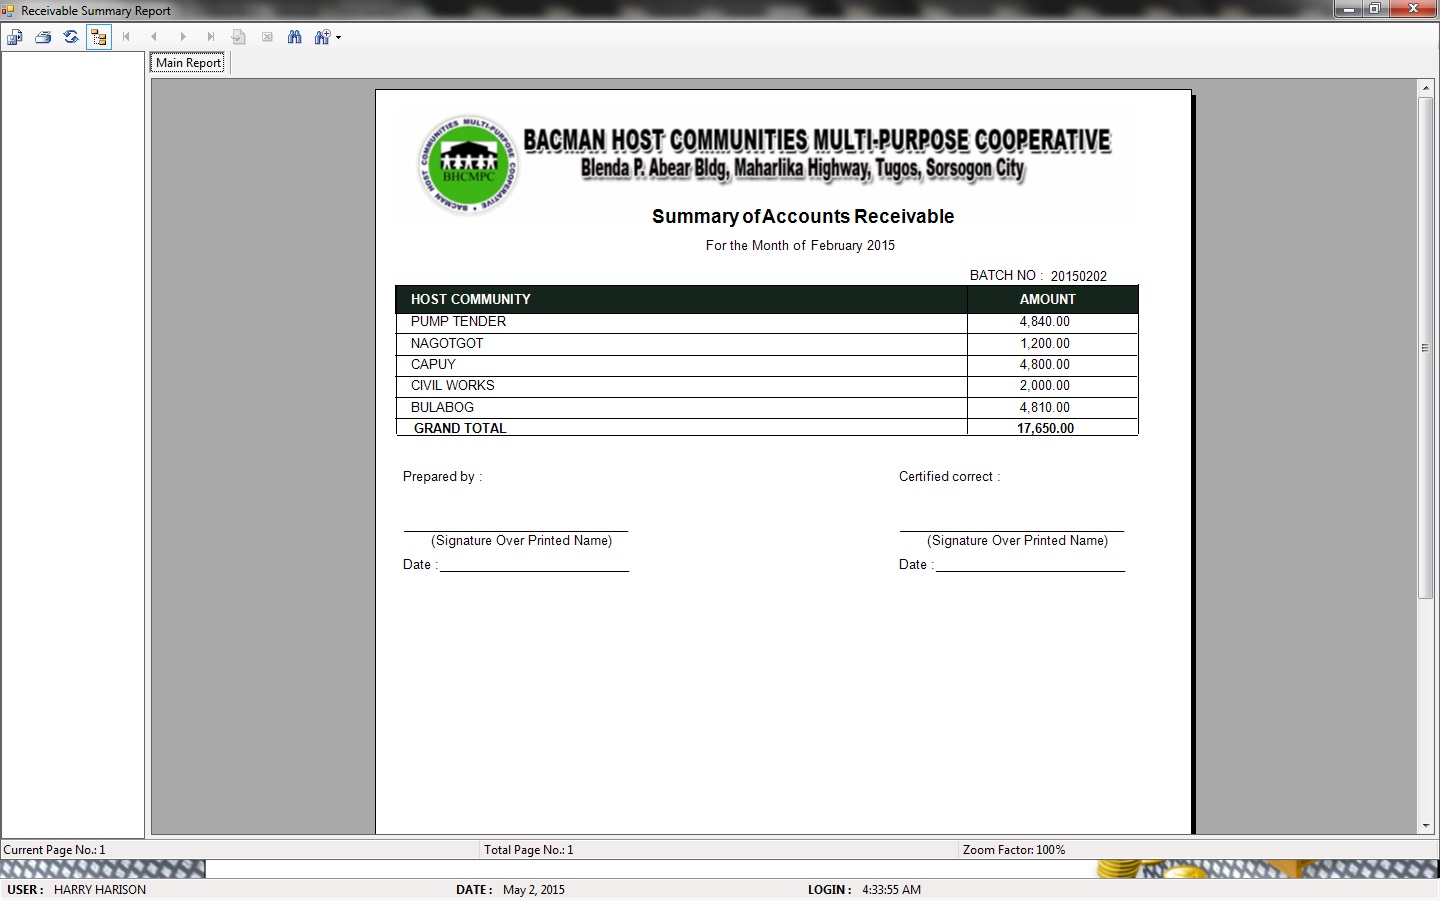 Receivable Summary Report
Main Report
BACMAN HOST COMMUNITIES MULTI-PURPOSE COOPERATIVE
BHCMPC
BACMAN HOST COMMUNITIES MULTI-PURPOSE COOPERATIVE
Blenda P. Abear Bldg, Maharlika Highway, Tugos, Sorsogon City
Summary of Accounts Receivable
For the Month of February 2015
BATCH NO : 20150202
HOST COMMUNITY AMOUNT
PUMP TENDER 4,840.00
NAGOTGOT 1,200.00
CAPUY 4,800.00
CIVIL WORKS 2,000.00
BULABOG 4,810.00
GRAND TOTAL 17,650.00
Prepared by : Certified correct :
(Signature Over Printed Name) (Signature Over Printed Name)
Date : Date :
Current Page No.: 1 Total Page No.: 1 Zoom Factor: 100%
USER : HARRY HARISON DATE : May 2, 2015 LOGIN : 4:33:55 AM